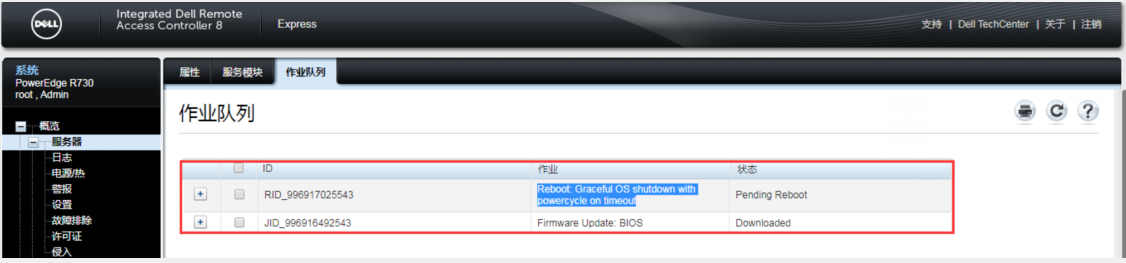 DELL
Integrated Dell Remote
Access Controller 8
Express
支持 | Dell TechCenter | 关于 | 注销
系统
PowerEdge R730
root , Admin
属性 服务模块 作业队列
概览
服务器
日志
电源/热
警报
设置
故障排除
许可证
侵入
作业队列
ID 作业 状态
RID_996917025543 Reboot: Graceful OS shutdown with Pending Reboot
powercycle on timeout
JID_996916492543 Firmware Update: BIOS Downloaded